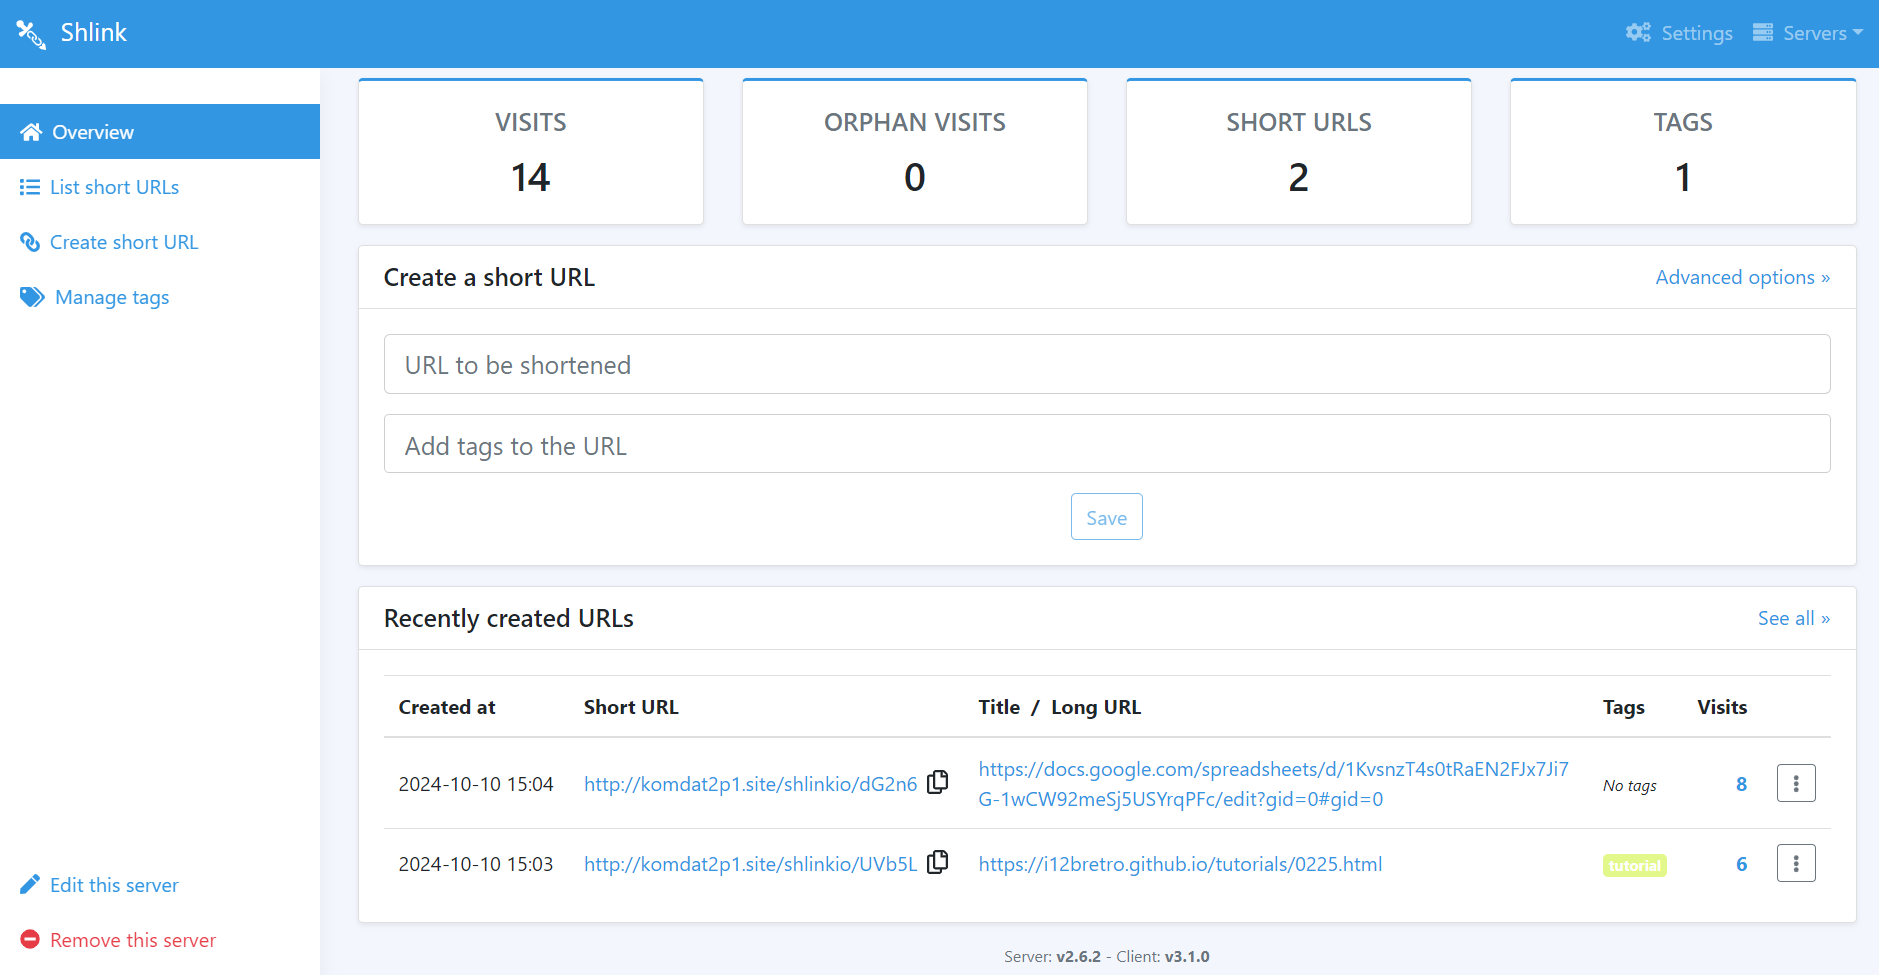 Shlink
Settings
Servers
Overview
List short URLs
Create short URL
Manage tags
Edit this server
Remove this server
VISITS
14
ORPHAN VISITS
0
SHORT URLS
2
TAGS
1
Create a short URL
Advanced options »
URL to be shortened
Add tags to the URL
Save
Recently created URLs
See all »
Created at Short URL Title / Long URL Tags Visits
2024-10-10 15:04 http://komdat2p1.site/shlinkio/dG2n6 https://docs.google.com/spreadsheets/d/1KvsnzT4s0tRaEN2FJx7Ji7
G-1wCW92meSj5USYrqPFc/edit?gid=0#gid=0 No tags 8
2024-10-10 15:03 http://komdat2p1.site/shlinkio/UVb5L https://i12bretro.github.io/tutorials/0225.html tutorial 6
Server: v2.6.2 - Client: v3.1.0